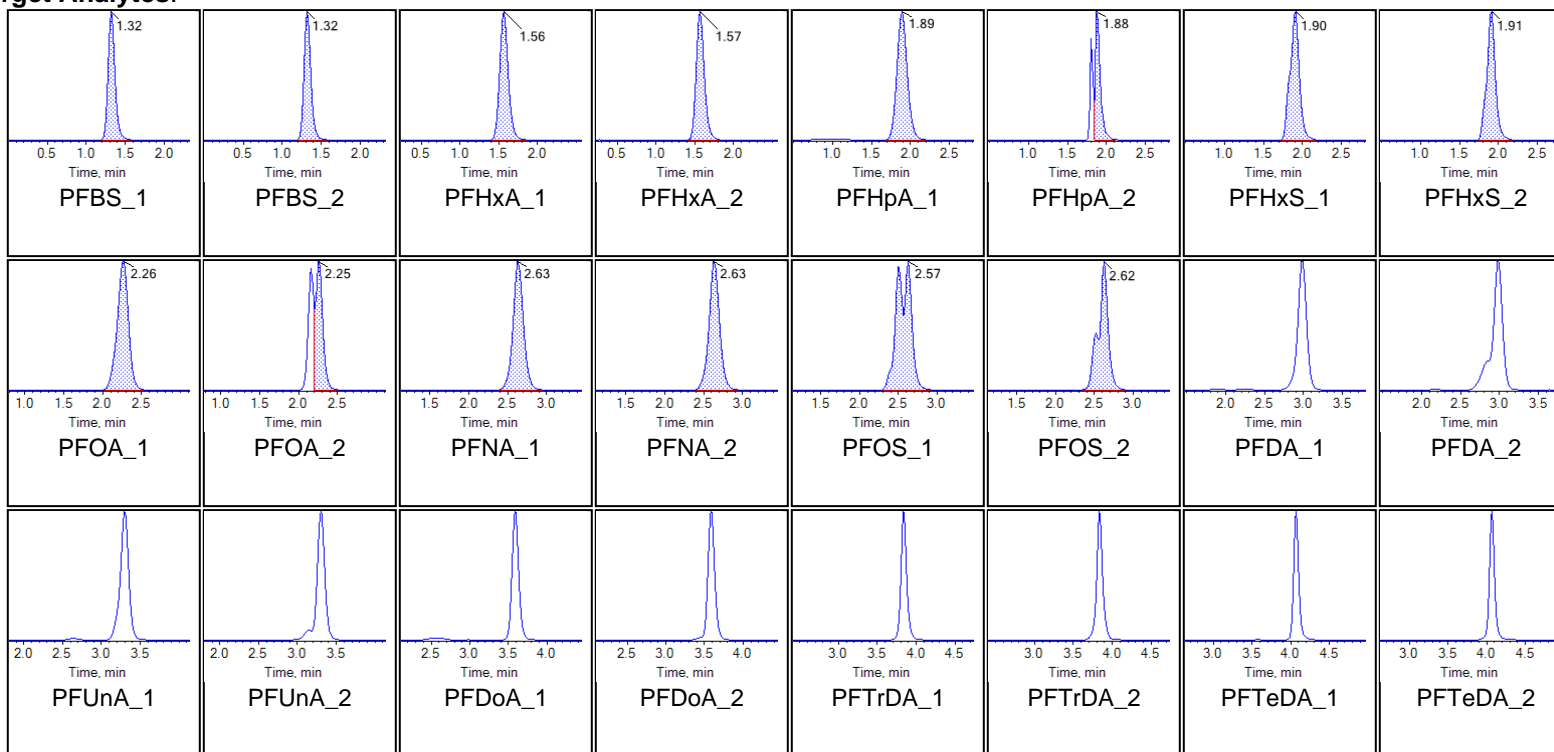 rget Analytes:
1.32 1.32 1.56 1.57 1.89 1.88 1.90 1.91
0.5 1.0 1.5 2.0 0.5 1.0 1.5 2.0 0.5 1.0 1.5 2.0 0.5 1.0 1.5 2.0 1.0 1.5 2.0 2.5 1.0 1.5 2.0 2.5 1.0 1.5 2.0 2.5 1.0 1.5 2.0 2.5
Time, min Time, min Time, min Time, min Time, min Time, min Time, min Time, min
PFBS_1 PFBS_2 PFHxA_1 PFHxA_2 PFHpA_1 PFHpA_2 PFHxS_1 PFHxS_2
2.26 2.25 2.63 2.63 2.57 2.62
1.0 1.5 2.0 2.5 1.0 1.5 2.0 2.5 1.5 2.0 2.5 3.0 1.5 2.0 2.5 3.0 1.5 2.0 2.5 3.0 1.5 2.0 2.5 3.0 2.0 2.5 3.0 3.5 2.0 2.5 3.0 3.5
Time, min Time, min Time, min Time, min Time, min Time, min Time, min Time, min
PFOA_1 PFOA_2 PFNA_1 PFNA_2 PFOS_1 PFOS_2 PFDA_1 PFDA_2
2.0 2.5 3.0 3.5 2.0 2.5 3.0 3.5 2.5 3.0 3.5 4.0 2.5 3.0 3.5 4.0 3.0 3.5 4.0 4.5 3.0 3.5 4.0 4.5 3.0 3.5 4.0 4.5 3.0 3.5 4.0 4.5
Time, min Time, min Time, min Time, min Time, min Time, min Time, min Time, min
PFUnA_1 PFUnA_2 PFDoA_1 PFDoA_2 PFTrDA_1 PFTrDA_2 PFTeDA_1 PFTeDA_2